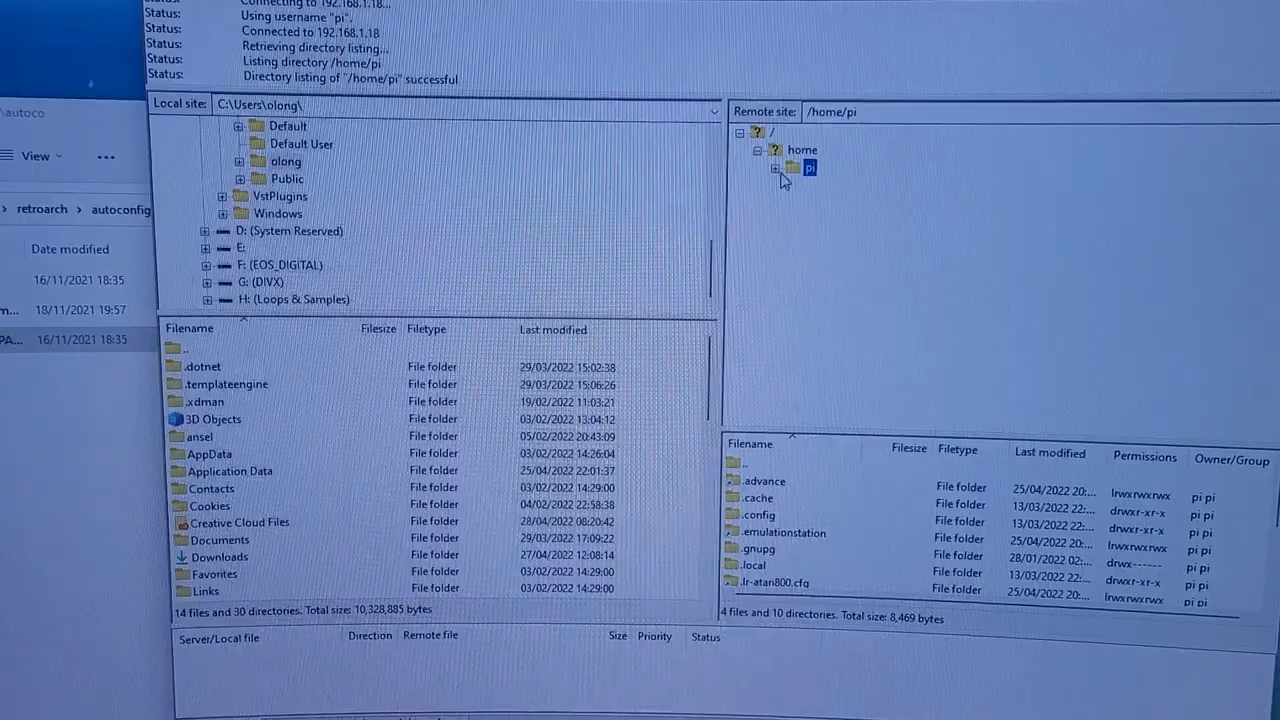 Connecting to 192.168.1.18...
Status: Using username "pi".
Status: Connected to 192.168.1.18
Status: Retrieving directory listing...
Status: Listing directory /home/pi
Status: Directory listing of "/home/pi" successful
\autoco
View
retroarch > autoconfig
Date modified
16/11/2021 18:35
m... 18/11/2021 19:57
PA... 16/11/2021 18:35
Local site: C:\Users\olong\
Default
Default User
olong
Public
VstPlugins
Windows
D: (System Reserved)
E:
F: (EOS_DIGITAL)
G: (DIVX)
H: (Loops & Samples)
Remote site: /home/pi
? /
? home
pi
Filename Filesize Filetype Last modified
..
.dotnet File folder 29/03/2022 15:02:38
.templateengine File folder 29/03/2022 15:06:26
.xdman File folder 19/02/2022 11:03:21
3D Objects File folder 03/02/2022 13:04:12
ansel File folder 05/02/2022 20:43:09
AppData File folder 03/02/2022 14:26:04
Application Data File folder 25/04/2022 22:01:37
Contacts File folder 03/02/2022 14:29:00
Cookies File folder 04/02/2022 22:58:38
Creative Cloud Files File folder 28/04/2022 08:20:42
Documents File folder 29/03/2022 17:09:22
Downloads File folder 27/04/2022 12:08:14
Favorites File folder 03/02/2022 14:29:00
Links File folder 03/02/2022 14:29:00
14 files and 30 directories. Total size: 10,328,885 bytes
Filename Filesize Filetype Last modified Permissions Owner/Group
..
.advance File folder 25/04/2022 20:... lrwxrwxrwx pi pi
.cache File folder 13/03/2022 22:... drwxr-xr-x pi pi
.config File folder 13/03/2022 22:... drwxr-xr-x pi pi
.emulationstation File folder 25/04/2022 20:... lrwxrwxrwx pi pi
.gnupg File folder 28/01/2022 02:... drwx------ pi pi
.local File folder 13/03/2022 22:... drwxr-xr-x pi pi
.lr-atari800.cfg File folder 25/04/2022 20:... lrwxrwxrwx pi pi
4 files and 10 directories. Total size: 8,469 bytes
Server/Local file Direction Remote file Size Priority Status